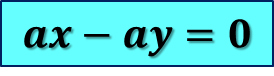 ax − ay = 0